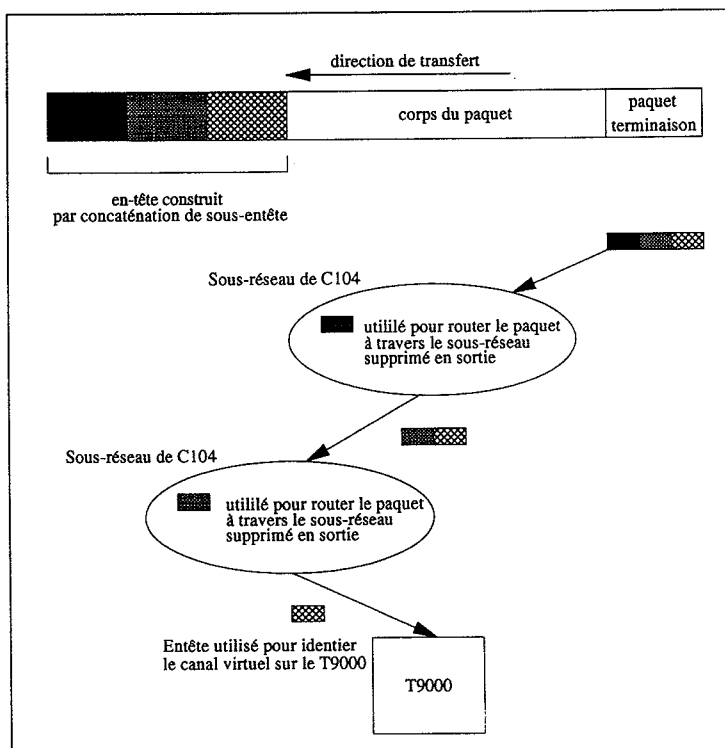 direction de transfert
corps du paquet
paquet
terminaison
en-tête construit
par concaténation de sous-entête
Sous-réseau de C104
utililé pour router le paquet
à travers le sous-réseau
supprimé en sortie
Sous-réseau de C104
utililé pour router le paquet
à travers le sous-réseau
supprimé en sortie
Entête utilisé pour identier
le canal virtuel sur le T9000
T9000